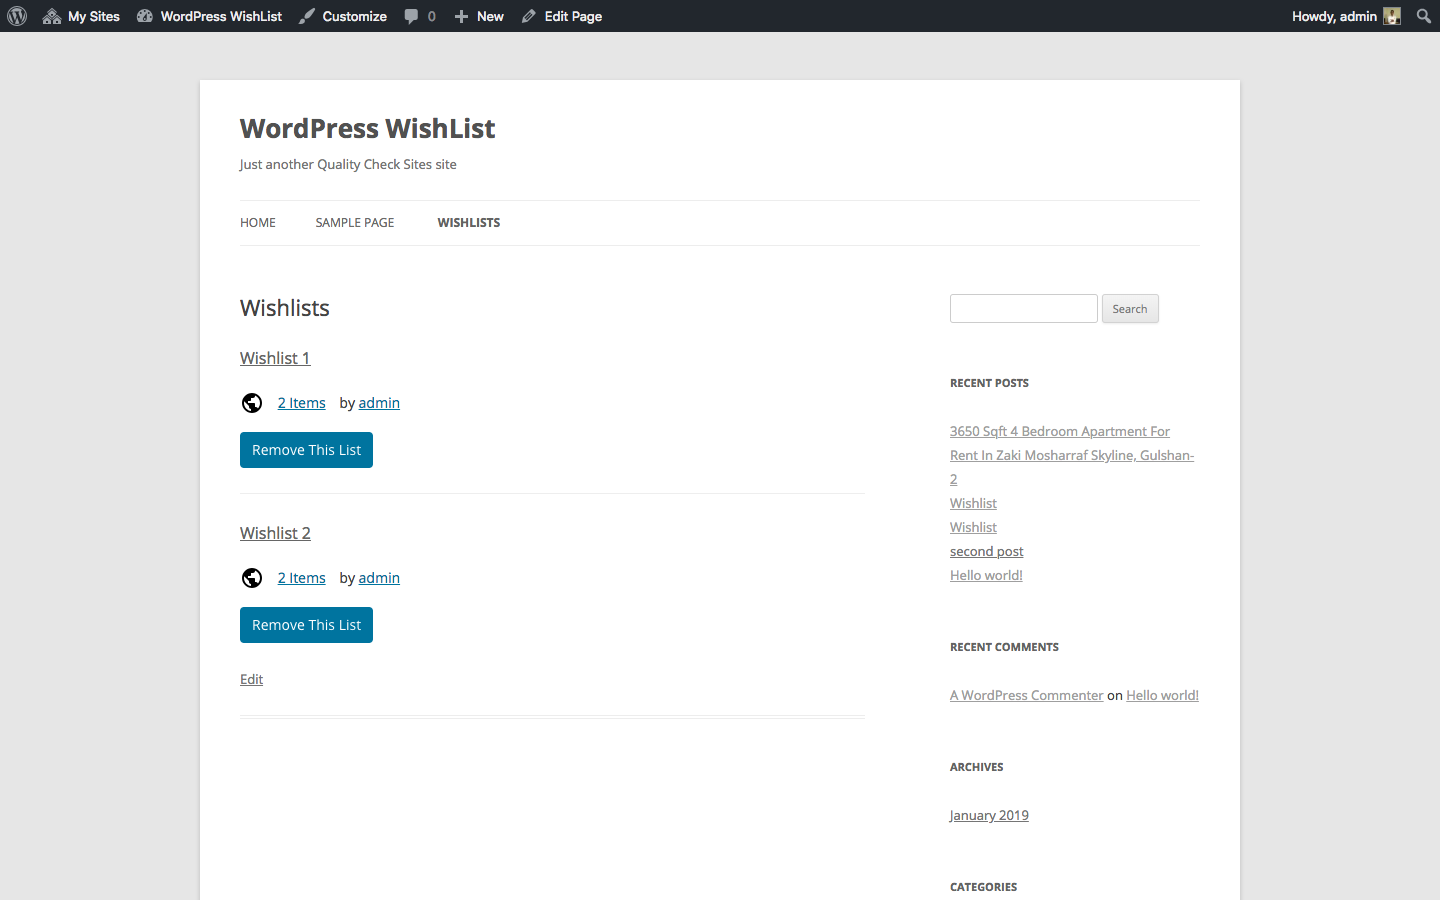 My Sites WordPress WishList Customize 0 New Edit Page Howdy, admin
WordPress WishList
Just another Quality Check Sites site
HOME SAMPLE PAGE WISHLISTS
Wishlists
Wishlist 1
2 Items by admin
Remove This List
Wishlist 2
2 Items by admin
Remove This List
Edit
Search
RECENT POSTS
3650 Sqft 4 Bedroom Apartment For
Rent In Zaki Mosharraf Skyline, Gulshan-
2
Wishlist
Wishlist
second post
Hello world!
RECENT COMMENTS
A WordPress Commenter on Hello world!
ARCHIVES
January 2019
CATEGORIES